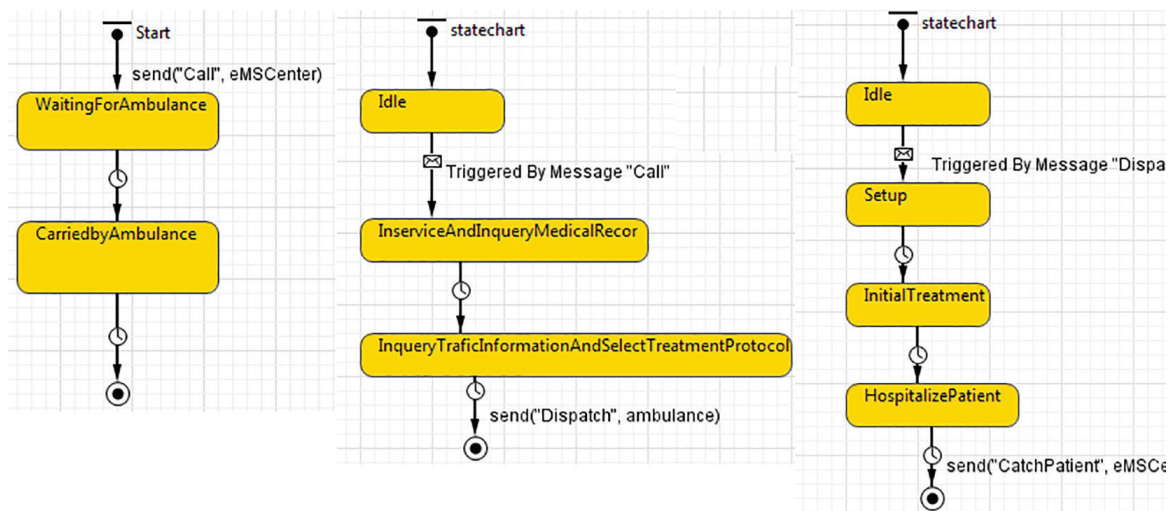 Start
send("Call", eMSCenter)
WaitingForAmbulance
CarriedbyAmbulance
statechart
Idle
Triggered By Message "Call"
InserviceAndInqueryMedicalRecor
InqueryTraficInformationAndSelectTreatmentProtocol
send("Dispatch", ambulance)
statechart
Idle
Triggered By Message "Dispa
Setup
InitialTreatment
HospitalizePatient
send("CatchPatient", eMSCe